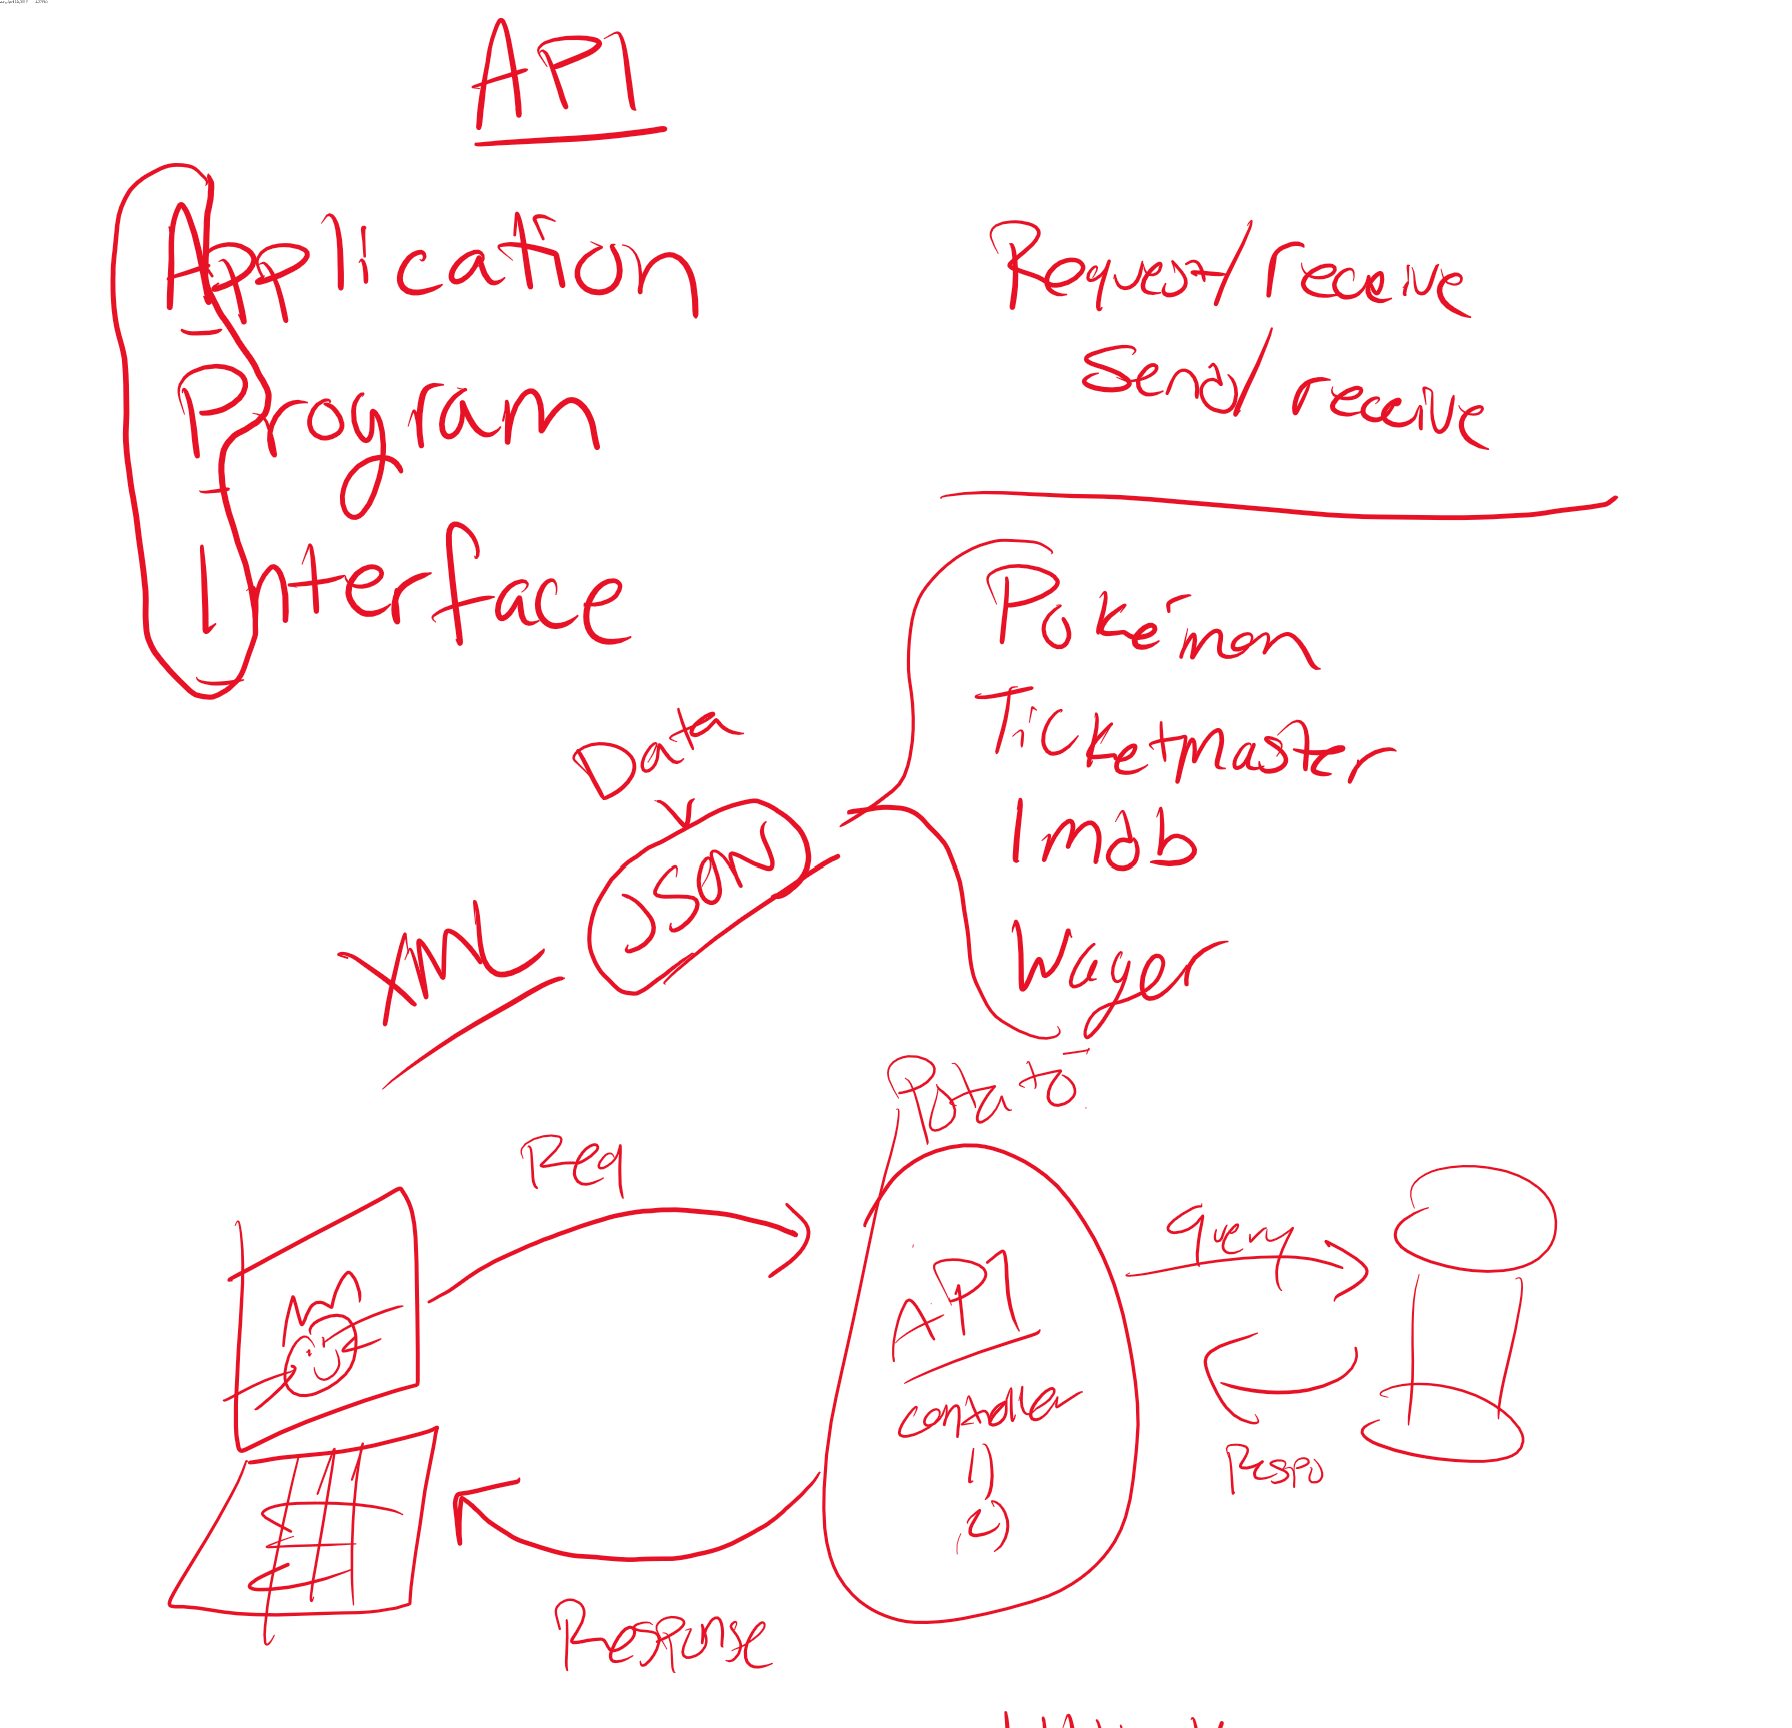 API
Application
Program
Interface
Request/receive
Send/receive
Data
JSON
XML
Pokémon
Ticketmaster
Imdb
Wager
Potato
Req
API
controller
1)
2)
Query
Respo
Response